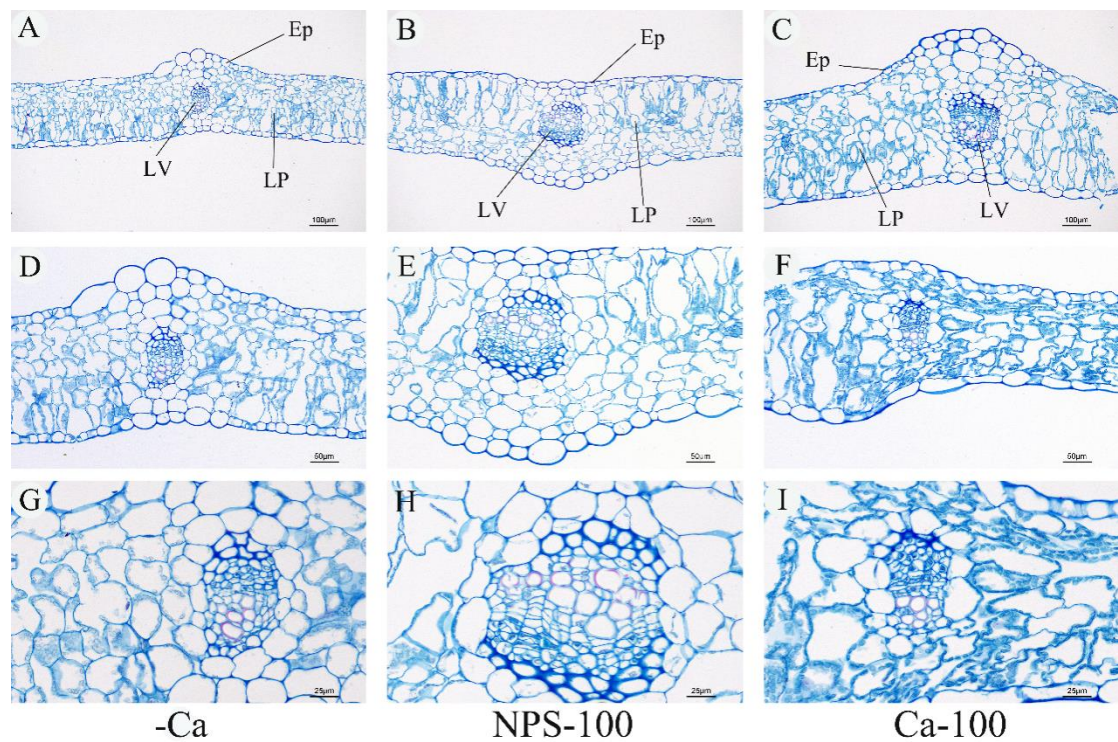 A
Ep
LV
LP
100μm
B
Ep
LV
LP
100μm
C
Ep
LP
LV
100μm
D
50μm
E
50μm
F
50μm
G
25μm
H
25μm
I
25μm
-Ca
NPS-100
Ca-100